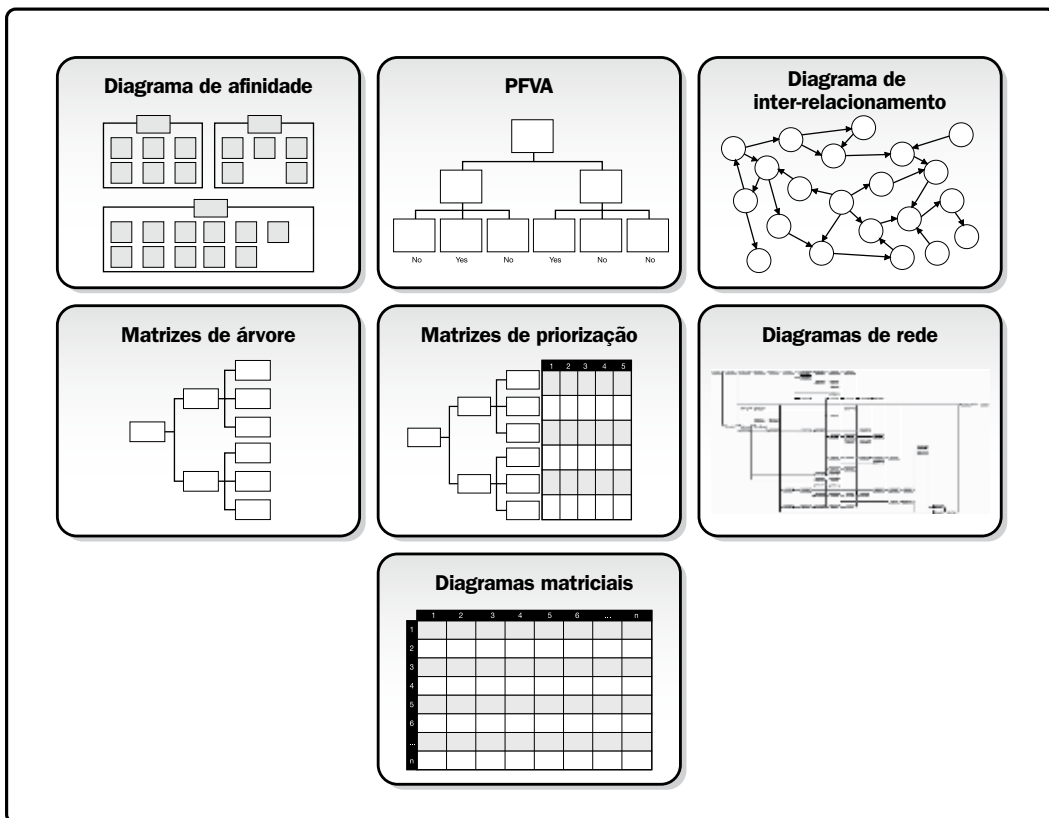 Diagrama de afinidade
PFVA
No Yes No Yes No No
Diagrama de
inter-relacionamento
Matrizes de árvore
Matrizes de priorização
1 2 3 4 5
Diagramas de rede
Diagramas matriciais
1 2 3 4 5 6 ... n
1
2
3
4
5
6
...
n